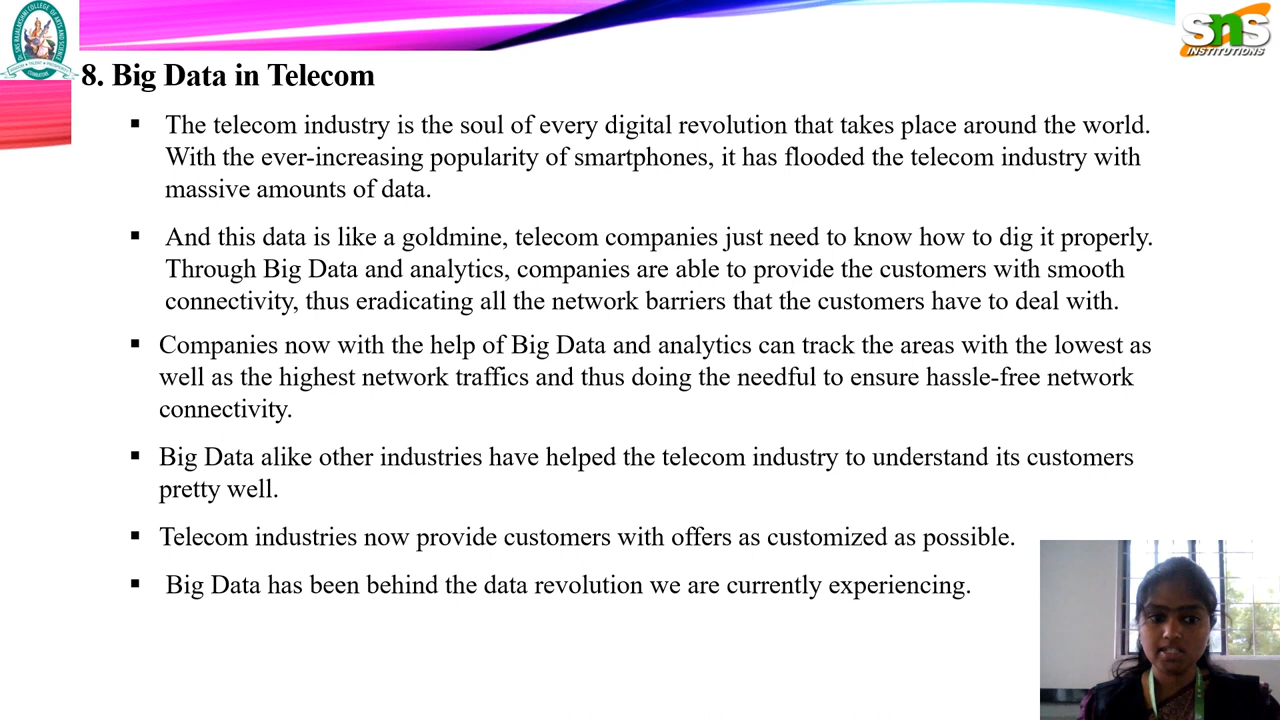 SNS
INSTITUTIONS
8. Big Data in Telecom
▪ The telecom industry is the soul of every digital revolution that takes place around the world.
With the ever-increasing popularity of smartphones, it has flooded the telecom industry with
massive amounts of data.
▪ And this data is like a goldmine, telecom companies just need to know how to dig it properly.
Through Big Data and analytics, companies are able to provide the customers with smooth
connectivity, thus eradicating all the network barriers that the customers have to deal with.
▪ Companies now with the help of Big Data and analytics can track the areas with the lowest as
well as the highest network traffics and thus doing the needful to ensure hassle-free network
connectivity.
▪ Big Data alike other industries have helped the telecom industry to understand its customers
pretty well.
▪ Telecom industries now provide customers with offers as customized as possible.
▪ Big Data has been behind the data revolution we are currently experiencing.